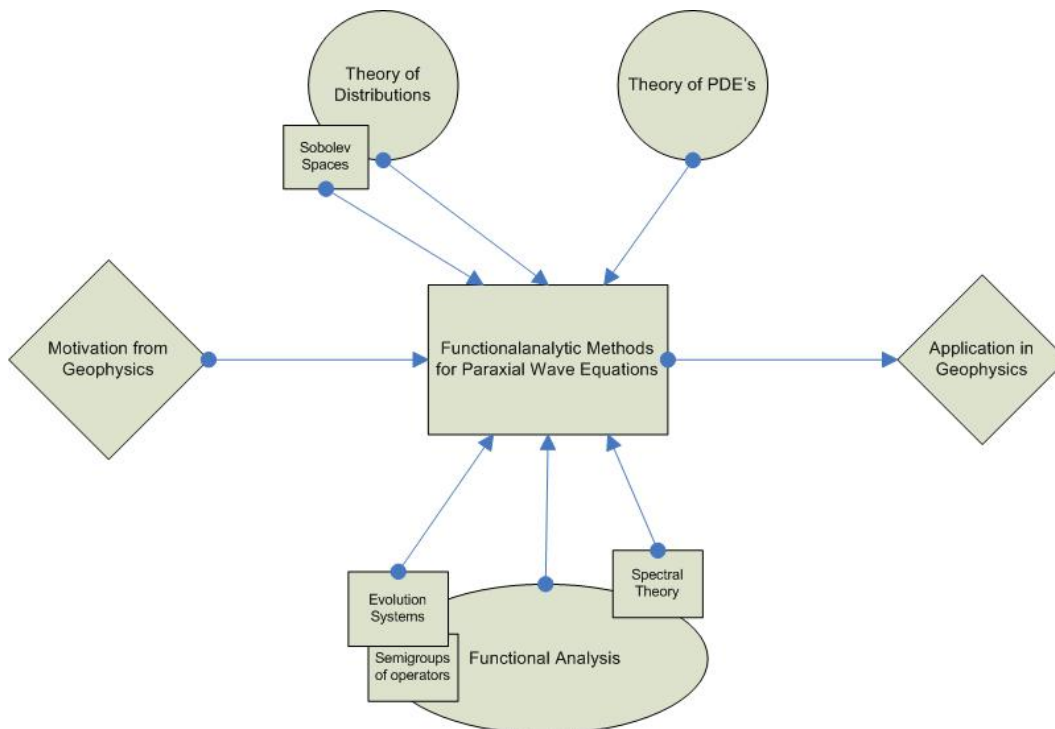 Theory of
Distributions
Theory of PDE's
Sobolev
Spaces
Motivation from
Geophysics
Functionalanalytic Methods
for Paraxial Wave Equations
Application in
Geophysics
Evolution
Systems
Spectral
Theory
Semigroups
of operators
Functional Analysis